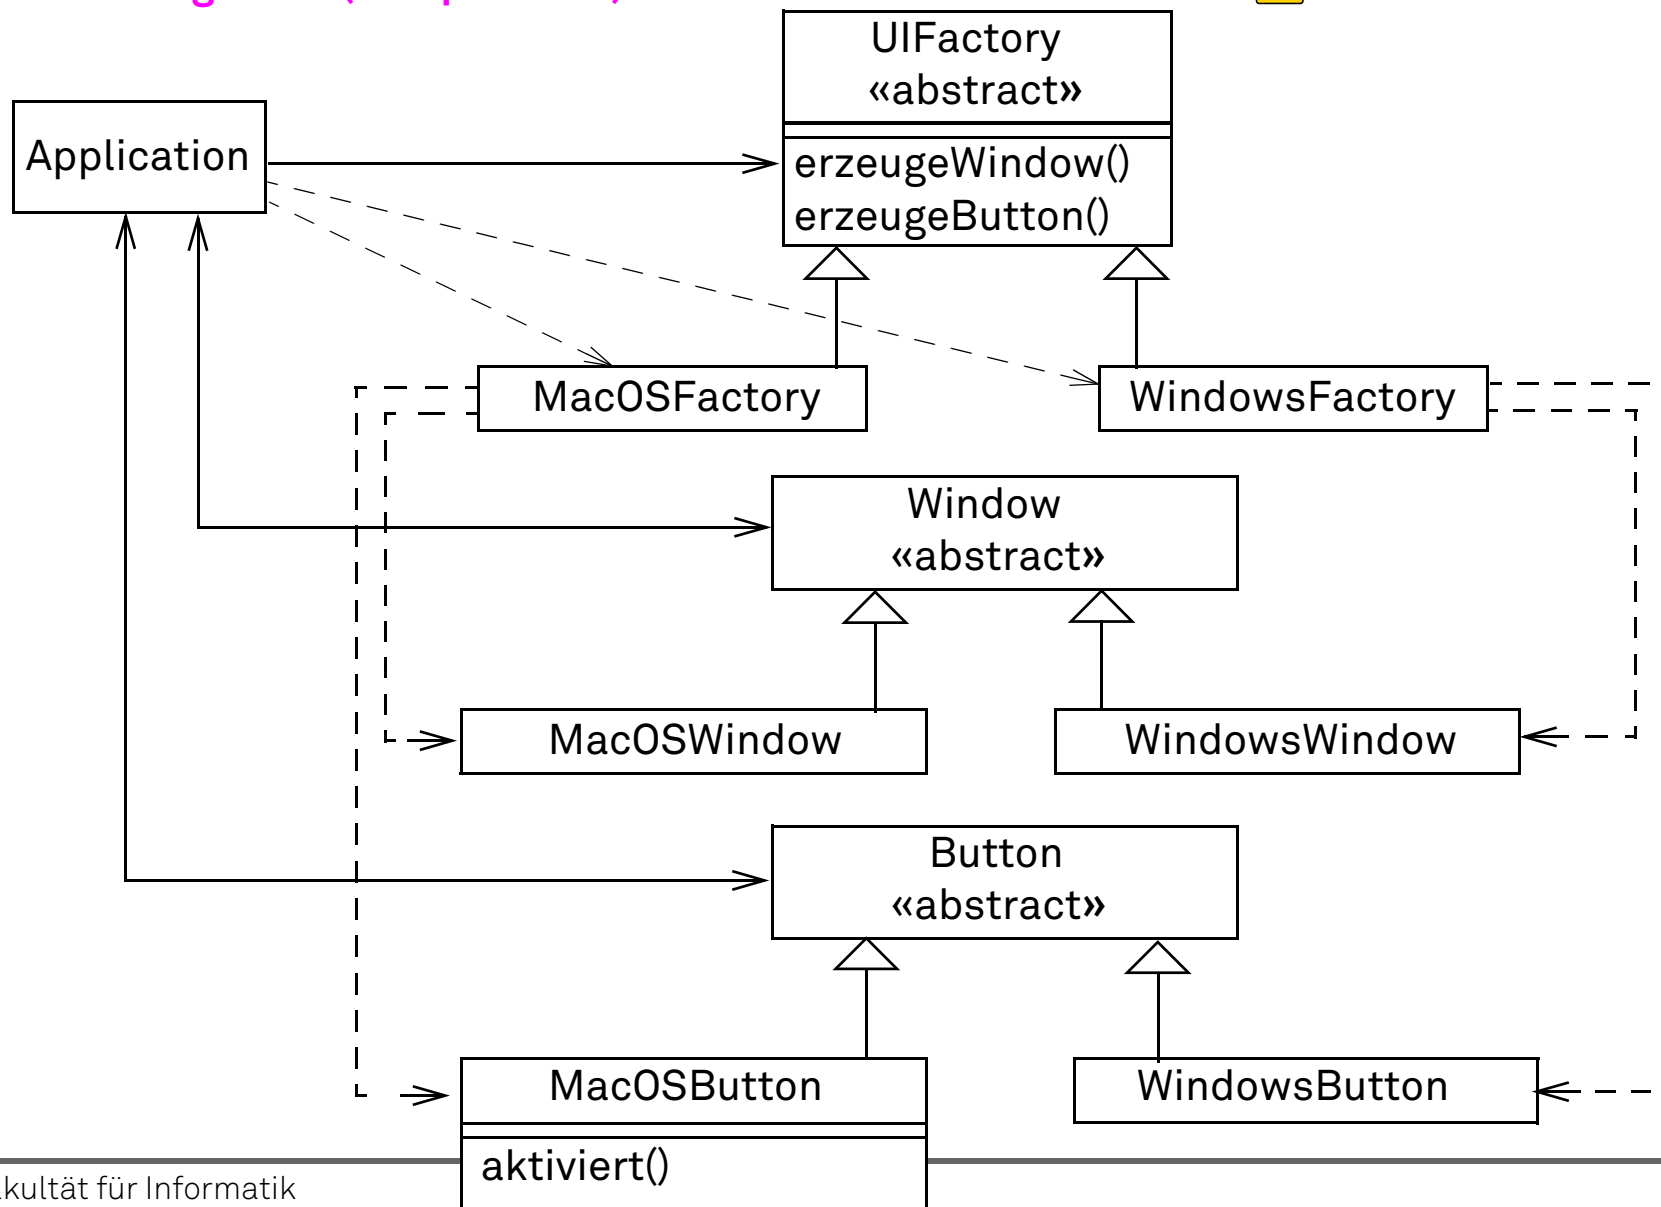 UIFactory
«abstract»
Application
erzeugeWindow()
erzeugeButton()
MacOSFactory
WindowsFactory
Window
«abstract»
MacOSWindow
WindowsWindow
Button
«abstract»
MacOSButton
WindowsButton
aktiviert()
kultät für Informatik